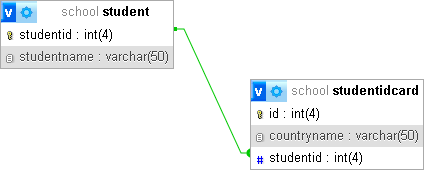 v school student
studentid : int(4)
studentname : varchar(50)
v school studentidcard
id : int(4)
countryname : varchar(50)
# studentid : int(4)